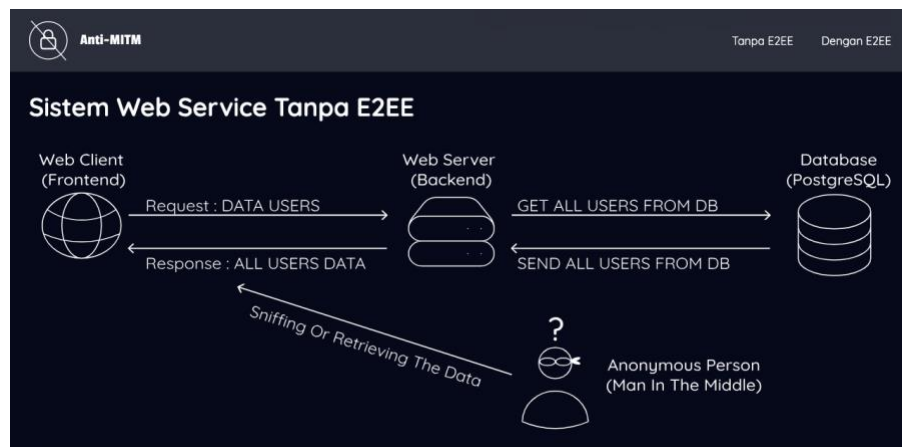 Anti-MITM
Tanpa E2EE
Dengan E2EE
Sistem Web Service Tanpa E2EE
Web Client
(Frontend)
Web Server
(Backend)
Database
(PostgreSQL)
Request : DATA USERS
GET ALL USERS FROM DB
Response : ALL USERS DATA
SEND ALL USERS FROM DB
Sniffing Or Retrieving The Data
?
Anonymous Person
(Man In The Middle)